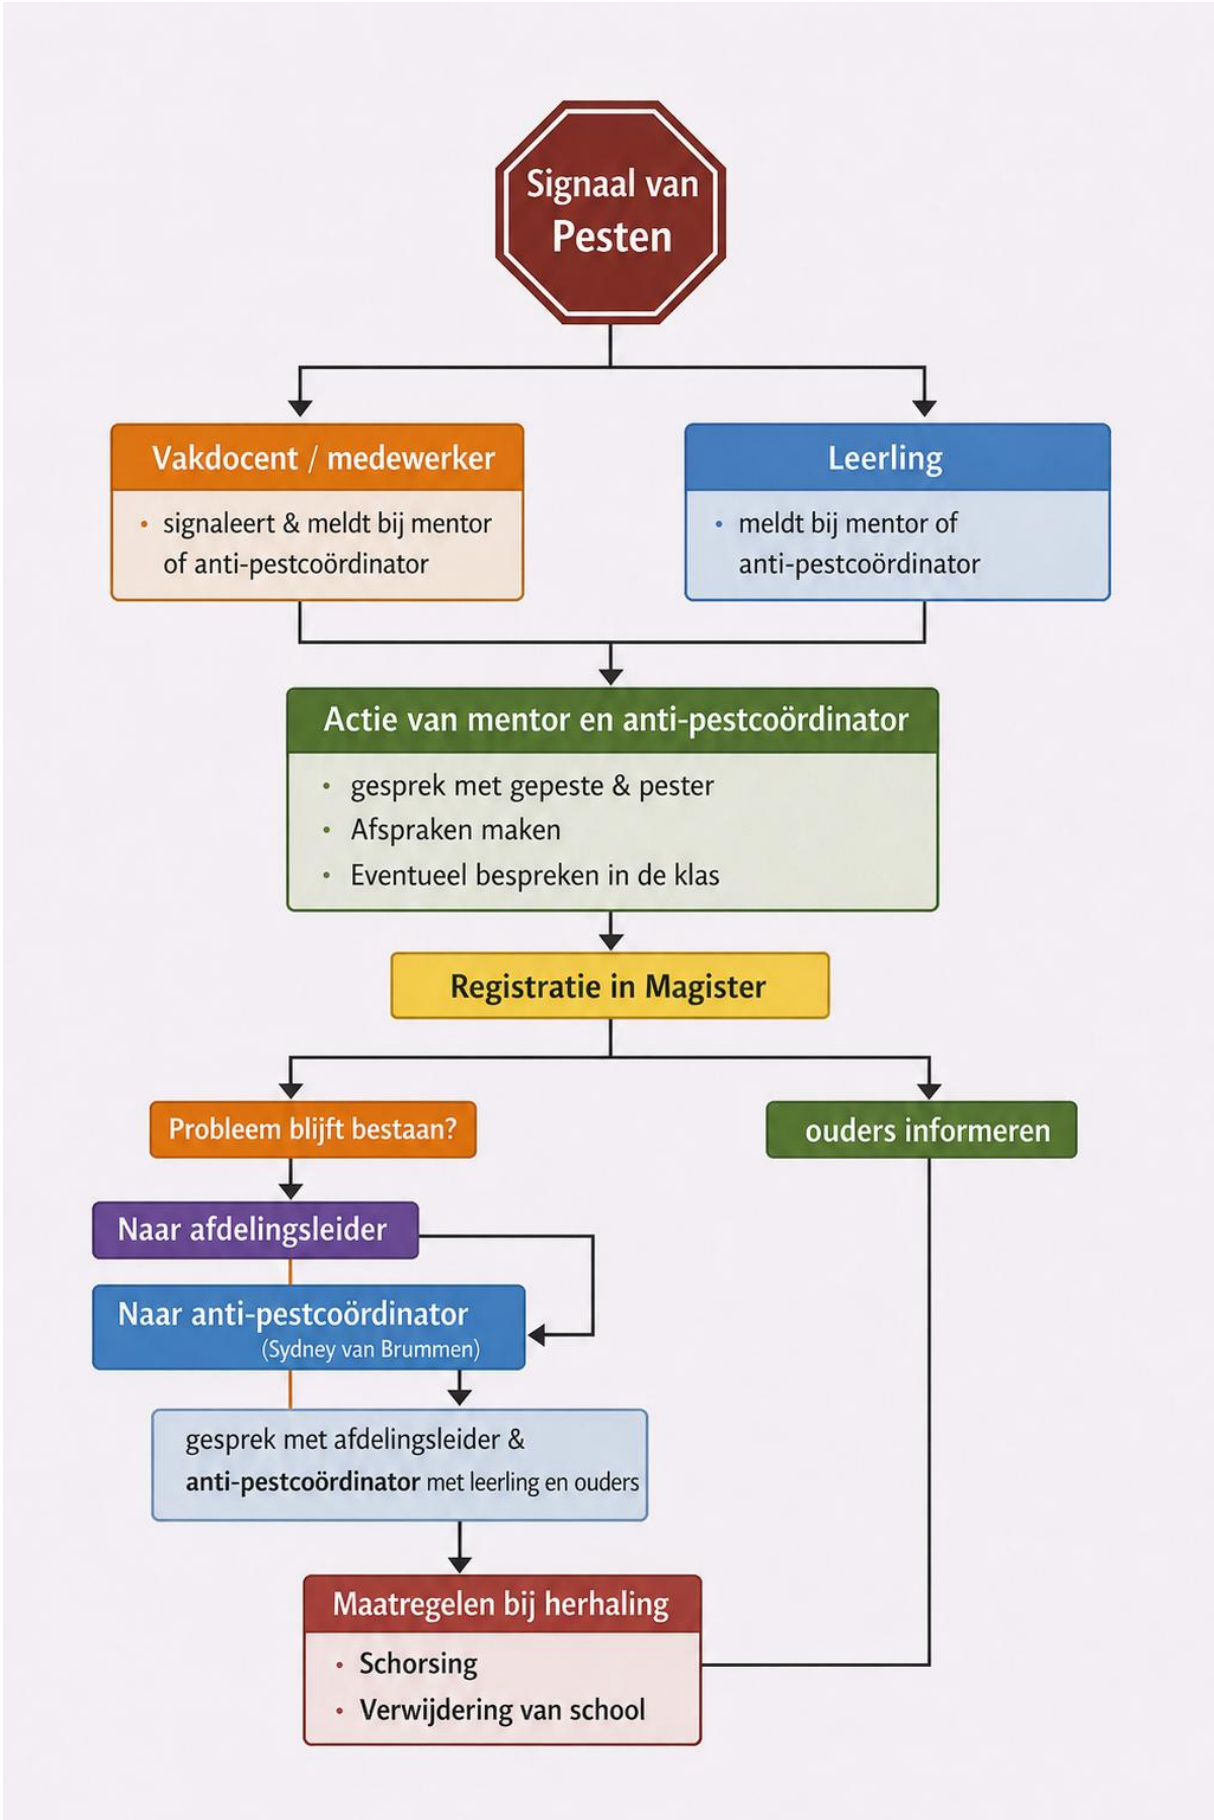 Signaal van
Pesten
Vakdocent / medewerker
• signaleert & meldt bij mentor
of anti-pestcoördinator
Leerling
• meldt bij mentor of
anti-pestcoördinator
Actie van mentor en anti-pestcoördinator
• gesprek met gepeste & pester
• Afspraken maken
• Eventueel bespreken in de klas
Registratie in Magister
Probleem blijft bestaan?
ouders informeren
Naar afdelingsleider
Naar anti-pestcoördinator
(Sydney van Brummen)
gesprek met afdelingsleider &
anti-pestcoördinator met leerling en ouders
Maatregelen bij herhaling
• Schorsing
• Verwijdering van school